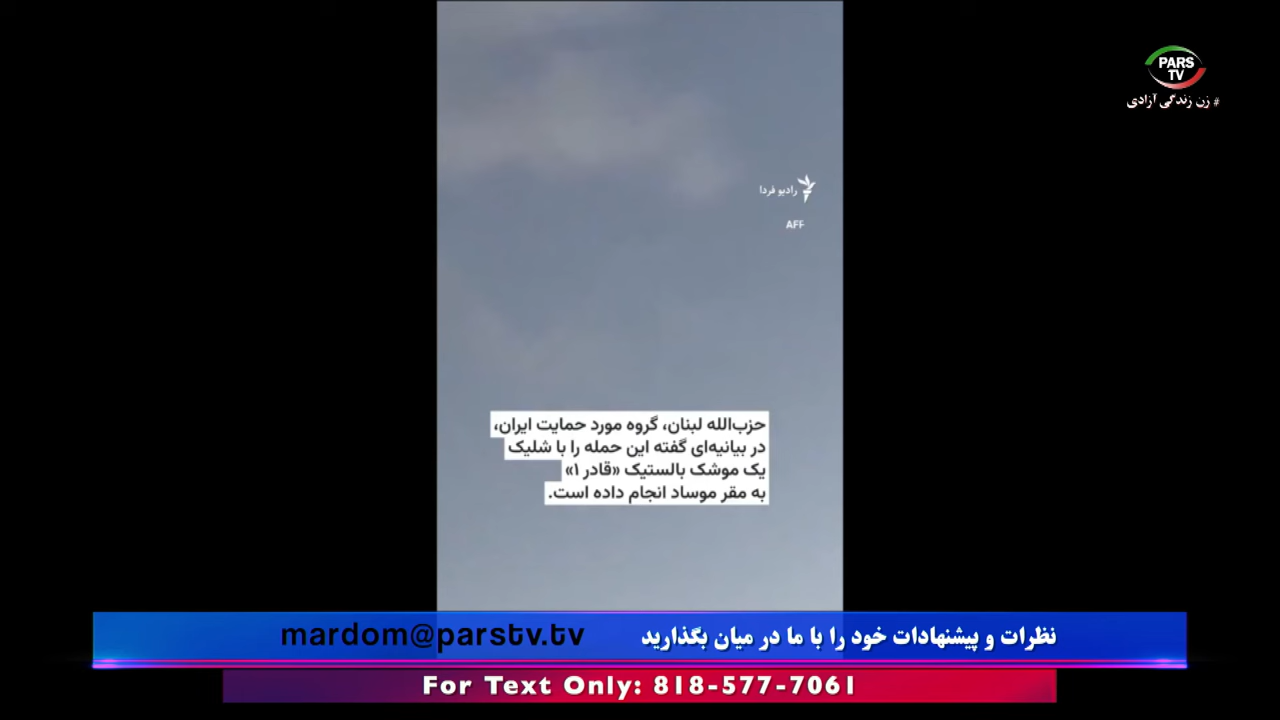 PARS
TV
# زن زندگی آزادی
رادیو فردا
AFF
حزب‌الله لبنان، گروه مورد حمایت ایران،
در بیانیه‌ای گفته این حمله را با شلیک
یک موشک بالستیک «قادر ۱»
به مقر موساد انجام داده است.
نظرات و پیشنهادات خود را با ما در میان بگذارید mardom@parstv.tv
For Text Only: 818-577-7061